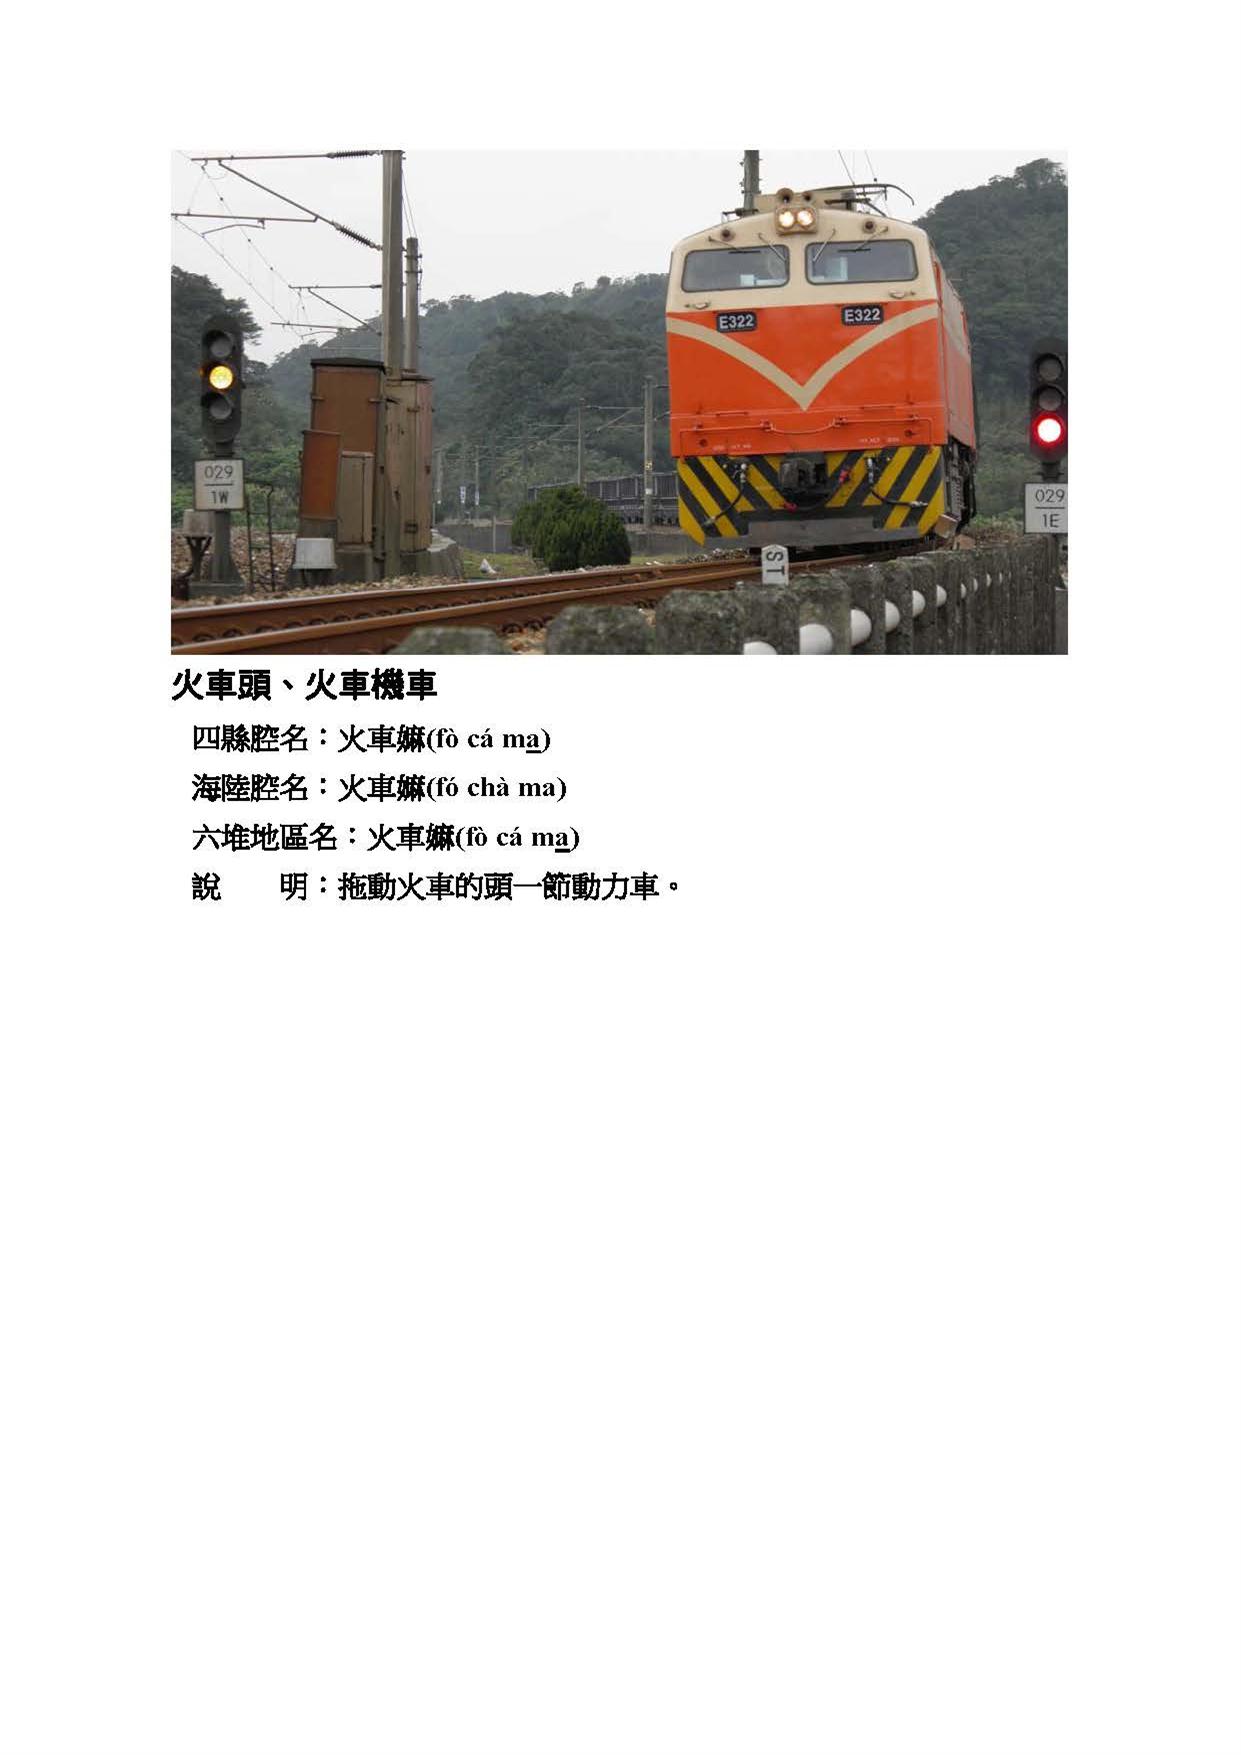 E322
E322
029
1W
029
1E
ST
火車頭、火車機車
四縣腔名：火車嫲(fò cá ma̲)
海陸腔名：火車嫲(fó chà ma)
六堆地區名：火車嫲(fò cá ma̲)
說　　明：拖動火車的頭一節動力車。